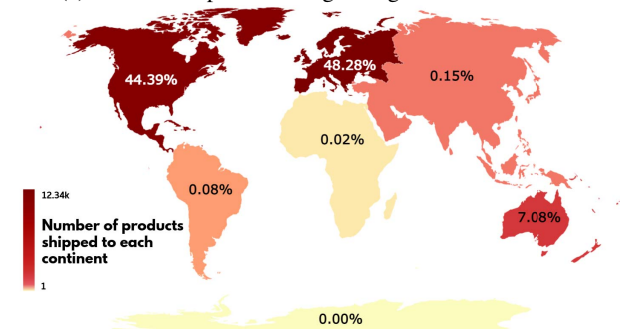 44.39%
48.28%
0.15%
0.02%
0.08%
7.08%
12.34k
Number of products
shipped to each
continent
1
0.00%